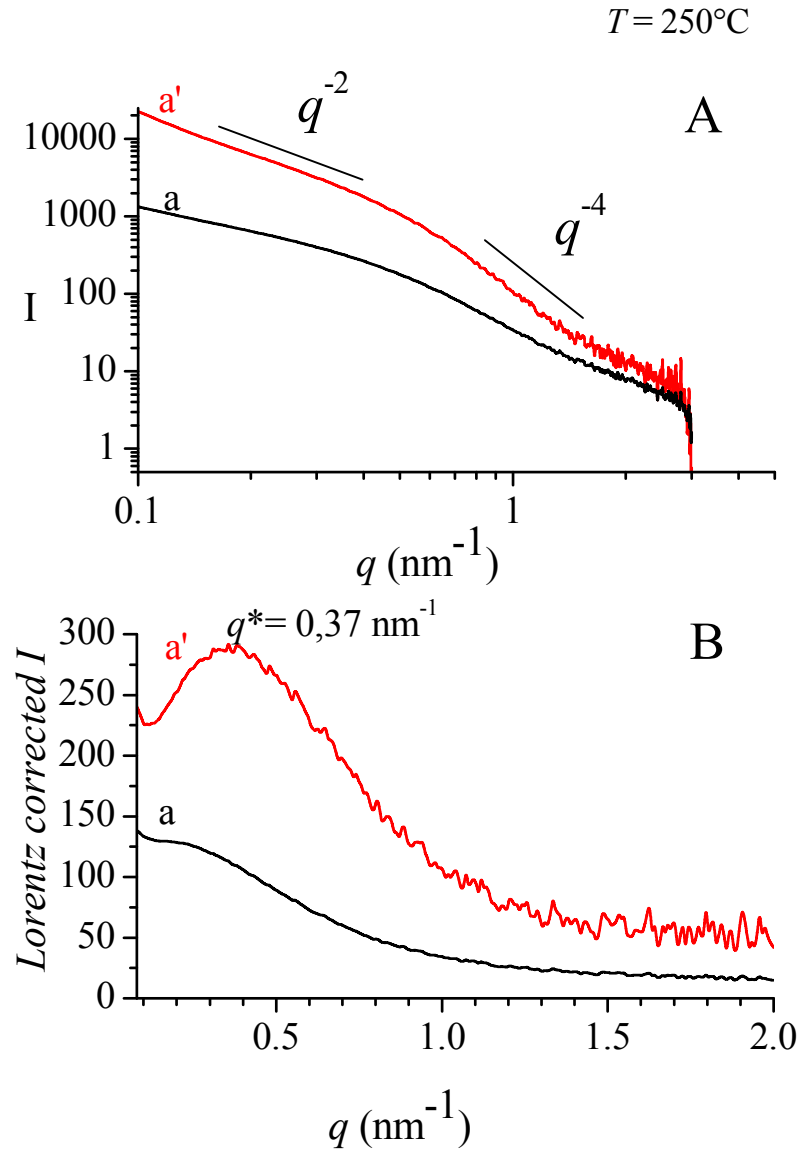 T = 250°C
A
a'
q-2
q-4
a
I
10000
1000
100
10
1
0.1
1
q (nm-1)
B
q*= 0,37 nm-1
a'
a
Lorentz corrected I
300
250
200
150
100
50
0
0.5
1.0
1.5
2.0
q (nm-1)